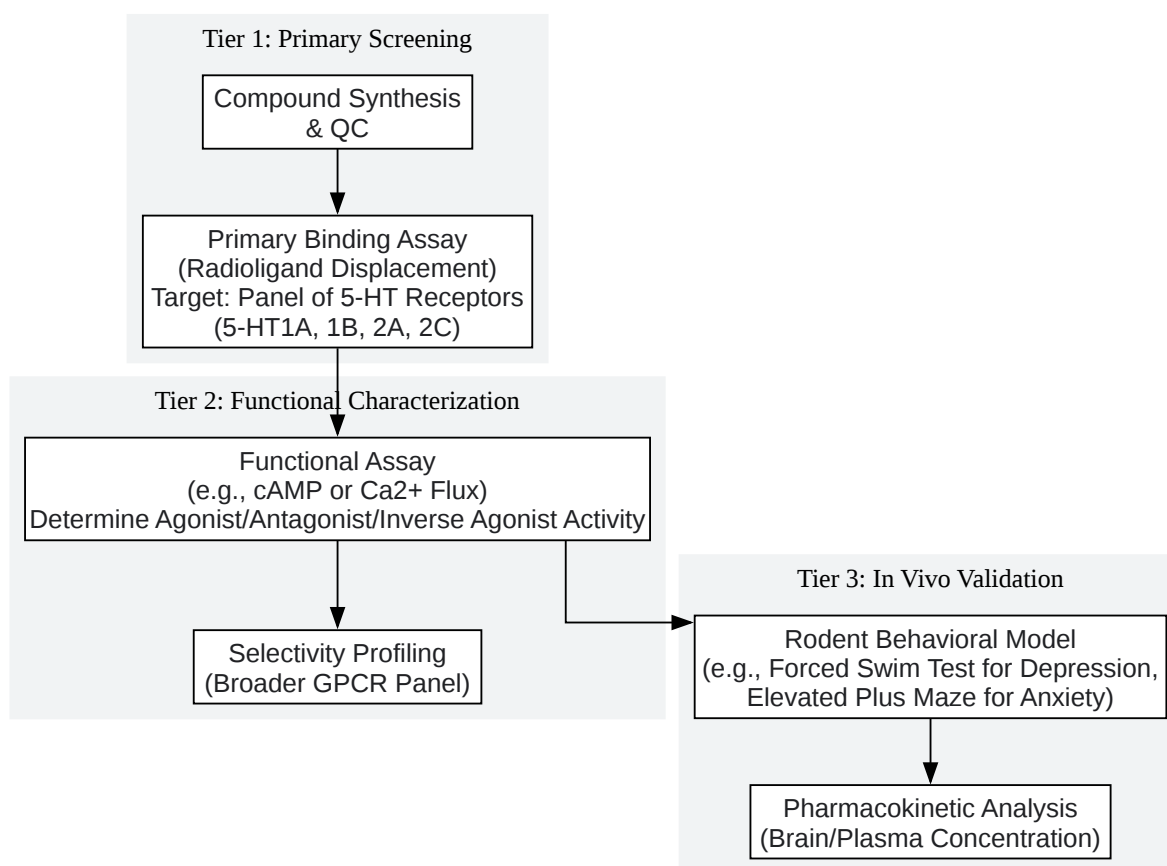 Tier 1: Primary Screening
Compound Synthesis
& QC
Primary Binding Assay
(Radioligand Displacement)
Target: Panel of 5-HT Receptors
(5-HT1A, 1B, 2A, 2C)
Tier 2: Functional Characterization
Functional Assay
(e.g., cAMP or Ca2+ Flux)
Determine Agonist/Antagonist/Inverse Agonist Activity
Selectivity Profiling
(Broader GPCR Panel)
Tier 3: In Vivo Validation
Rodent Behavioral Model
(e.g., Forced Swim Test for Depression,
Elevated Plus Maze for Anxiety)
Pharmacokinetic Analysis
(Brain/Plasma Concentration)